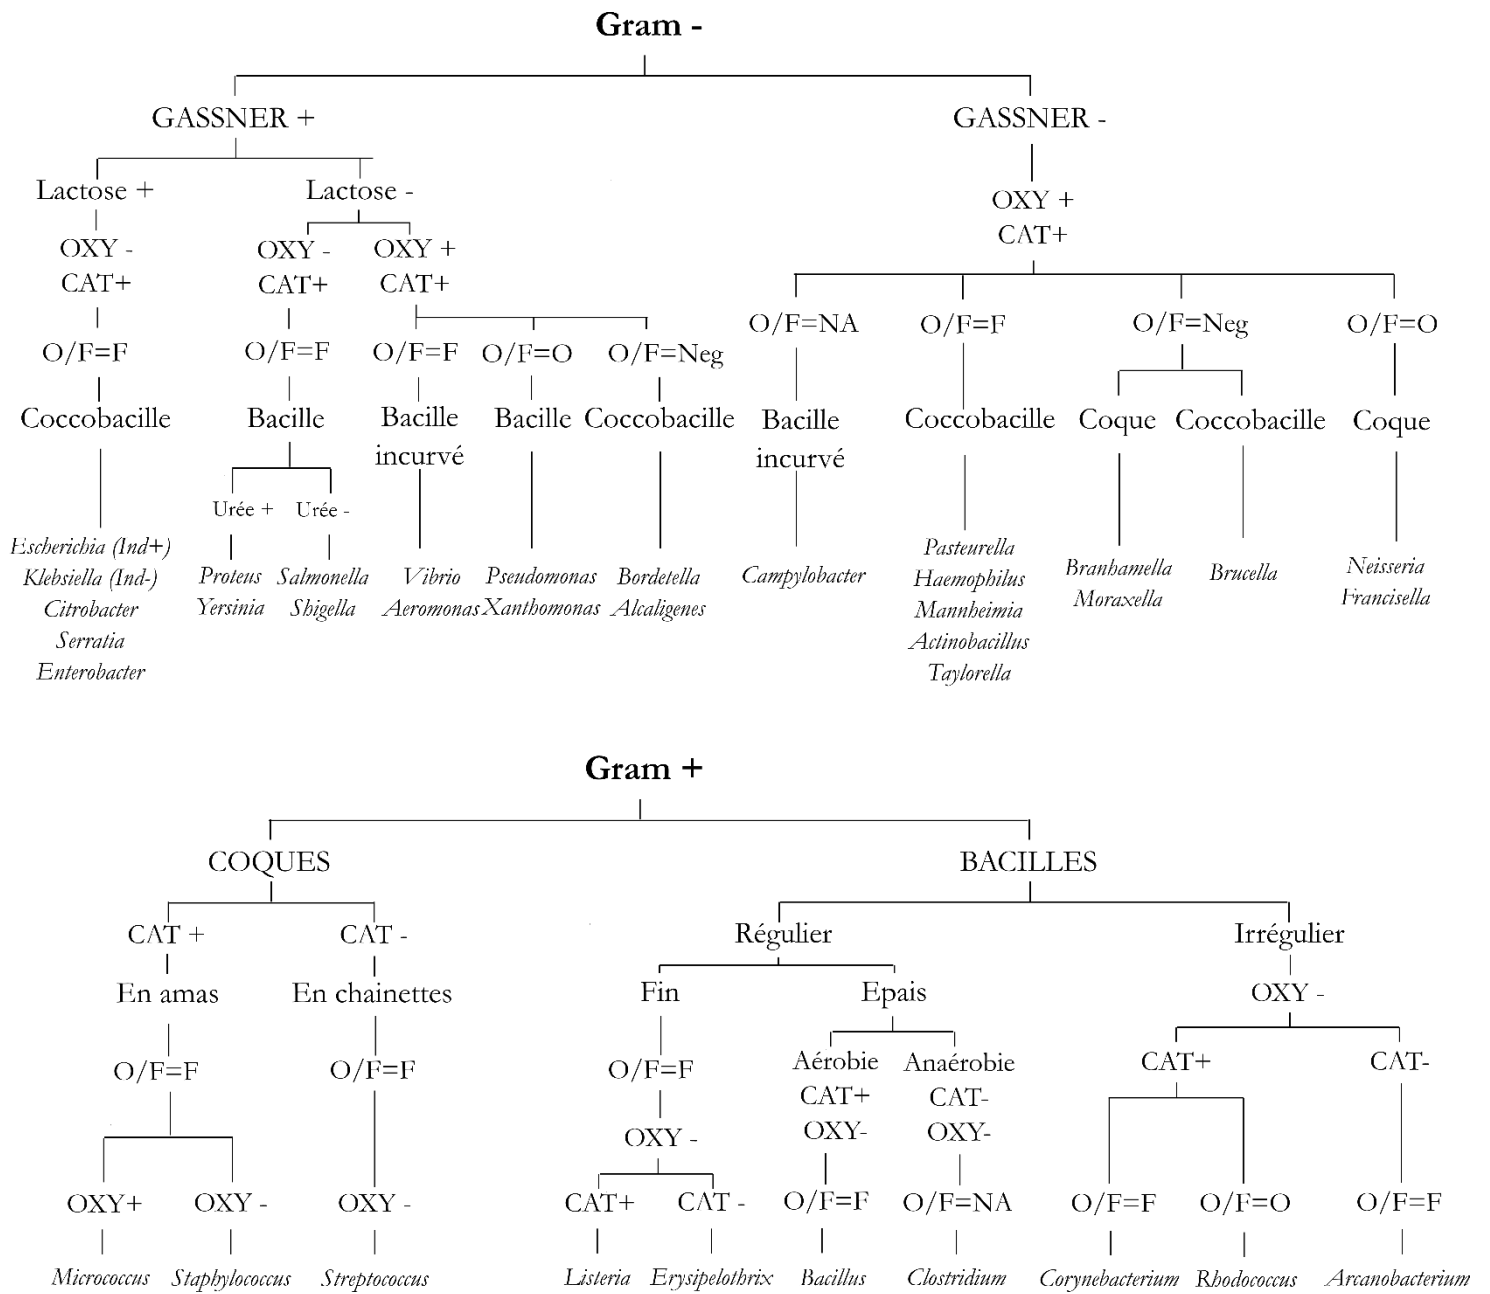 Gram -
GASSNER + GASSNER -
Lactose + Lactose -
OXY +
CAT+
OXY - OXY - OXY +
CAT+ CAT+ CAT+
O/F=NA O/F=F O/F=Neg O/F=O
O/F=F O/F=F O/F=F O/F=O O/F=Neg
Coccobacille Bacille Bacille Bacille Coccobacille Bacille Coccobacille Coque Coccobacille Coque
incurvé incurvé
Urée + Urée -
Escherichia (Ind+)
Klebsiella (Ind-)
Citrobacter
Serratia
Enterobacter
Proteus
Yersinia
Salmonella
Shigella
Vibrio
Aeromonas
Pseudomonas
Xanthomonas
Bordetella
Alcaligenes
Campylobacter
Pasteurella
Haemophilus
Mannheimia
Actinobacillus
Taylorella
Branhamella
Moraxella
Brucella
Neisseria
Francisella
Gram +
COQUES BACILLES
CAT + CAT - Régulier Irrégulier
En amas En chainettes Fin Epais OXY -
O/F=F O/F=F O/F=F
Aérobie Anaérobie CAT+ CAT-
CAT+ CAT-
OXY - OXY- OXY-
OXY+ OXY - OXY - CAT+ CAT - O/F=F O/F=NA O/F=F O/F=O O/F=F
Micrococcus Staphylococcus Streptococcus Listeria Erysipelothrix Bacillus Clostridium Corynebacterium Rhodococcus Arcanobacterium